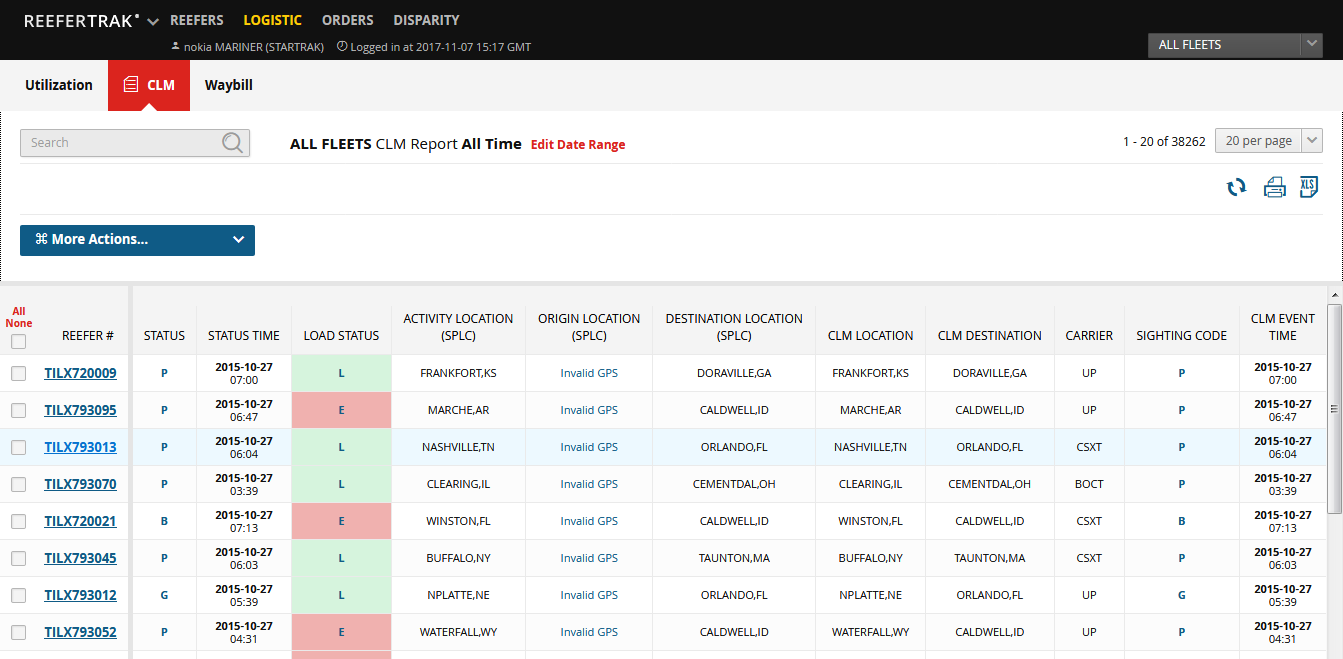 REEFERTRAK REEFERS LOGISTIC ORDERS DISPARITY
nokia MARINER (STARTRAK) Logged in at 2017-11-07 15:17 GMT
ALL FLEETS
Utilization CLM Waybill
Search ALL FLEETS CLM Report All Time Edit Date Range 1 - 20 of 38262 20 per page
XLS
⌘ More Actions...
All
None
REEFER # STATUS STATUS TIME LOAD STATUS ACTIVITY LOCATION (SPLC) ORIGIN LOCATION (SPLC) DESTINATION LOCATION (SPLC) CLM LOCATION CLM DESTINATION CARRIER SIGHTING CODE CLM EVENT TIME
TILX720009 P 2015-10-27 07:00 L FRANKFORT,KS Invalid GPS DORAVILLE,GA FRANKFORT,KS DORAVILLE,GA UP P 2015-10-27 07:00
TILX793095 P 2015-10-27 06:47 E MARCHE,AR Invalid GPS CALDWELL,ID MARCHE,AR CALDWELL,ID UP P 2015-10-27 06:47
TILX793013 P 2015-10-27 06:04 L NASHVILLE,TN Invalid GPS ORLANDO,FL NASHVILLE,TN ORLANDO,FL CSXT P 2015-10-27 06:04
TILX793070 P 2015-10-27 03:39 L CLEARING,IL Invalid GPS CEMENTDAL,OH CLEARING,IL CEMENTDAL,OH BOCT P 2015-10-27 03:39
TILX720021 B 2015-10-27 07:13 E WINSTON,FL Invalid GPS CALDWELL,ID WINSTON,FL CALDWELL,ID CSXT B 2015-10-27 07:13
TILX793045 P 2015-10-27 06:03 L BUFFALO,NY Invalid GPS TAUNTON,MA BUFFALO,NY TAUNTON,MA CSXT P 2015-10-27 06:03
TILX793012 G 2015-10-27 05:39 L NPLATTE,NE Invalid GPS ORLANDO,FL NPLATTE,NE ORLANDO,FL UP G 2015-10-27 05:39
TILX793052 P 2015-10-27 04:31 E WATERFALL,WY Invalid GPS CALDWELL,ID WATERFALL,WY CALDWELL,ID UP P 2015-10-27 04:31